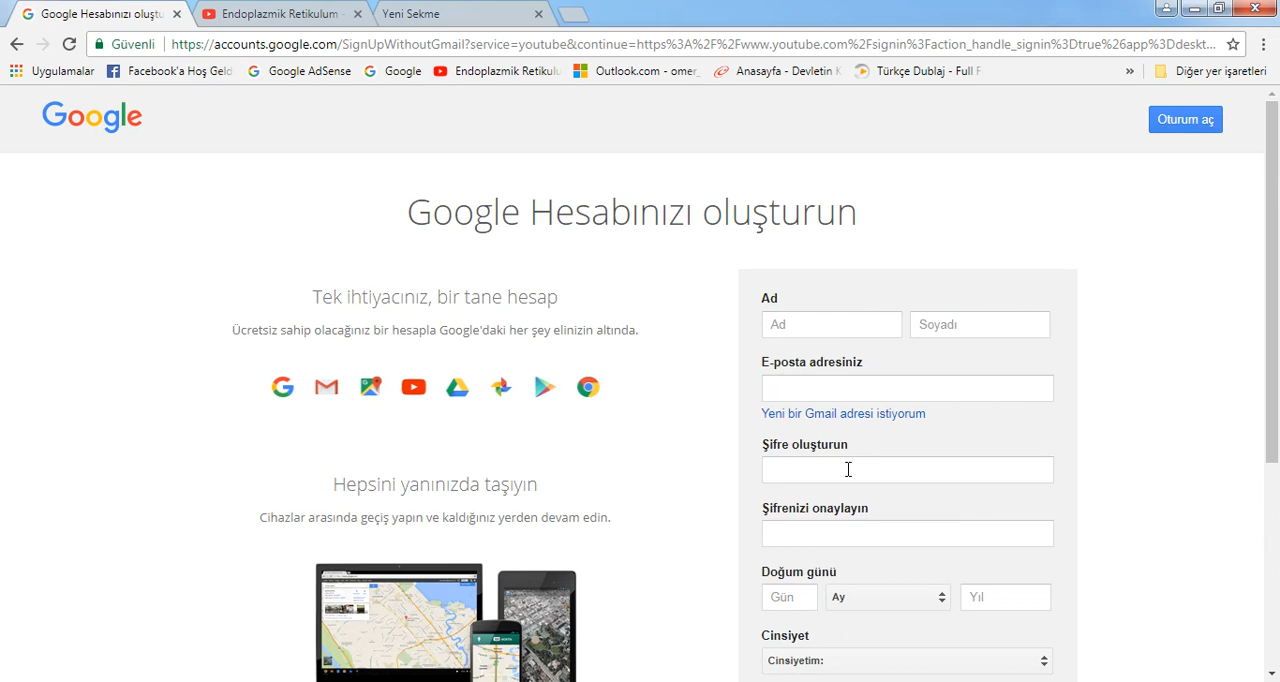 Google Hesabınızı oluştu
Endoplazmik Retikulum -
Yeni Sekme
Güvenli
https://accounts.google.com/SignUpWithoutGmail?service=youtube&continue=https%3A%2F%2Fwww.youtube.com%2Fsignin%3Faction_handle_signin%3Dtrue%26app%3Ddeskt...
Uygulamalar
Facebook'a Hoş Geld
Google AdSense
Google
Endoplazmik Retikulu
Outlook.com - omer_
Anasayfa - Devletin K
Türkçe Dublaj - Full F
»
Diğer yer işaretleri
Google
Oturum aç
Google Hesabınızı oluşturun
Tek ihtiyacınız, bir tane hesap
Ücretsiz sahip olacağınız bir hesapla Google'daki her şey elinizin altında.
Hepsini yanınızda taşıyın
Cihazlar arasında geçiş yapın ve kaldığınız yerden devam edin.
Ad
Ad
Soyadı
E-posta adresiniz
Yeni bir Gmail adresi istiyorum
Şifre oluşturun
Şifrenizi onaylayın
Doğum günü
Gün
Ay
Yıl
Cinsiyet
Cinsiyetim: